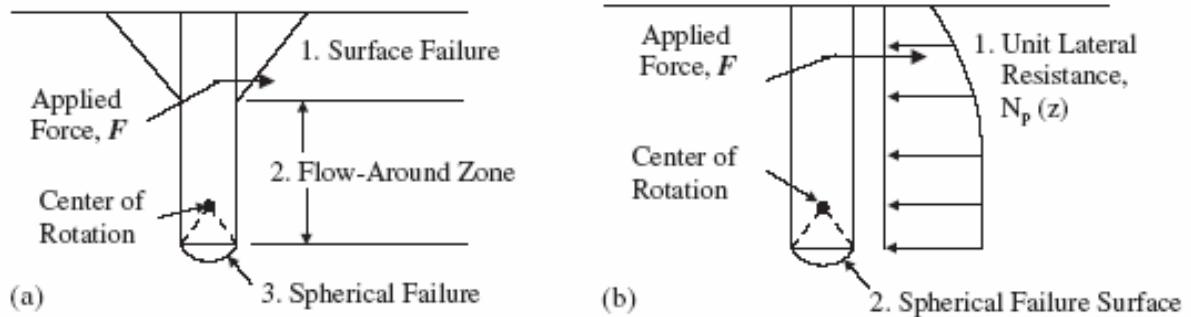 1. Surface Failure
Applied
Force, F
2. Flow-Around Zone
Center of
Rotation
3. Spherical Failure
(a)
Applied
Force, F
1. Unit Lateral
Resistance,
Np (z)
Center of
Rotation
2. Spherical Failure Surface
(b)